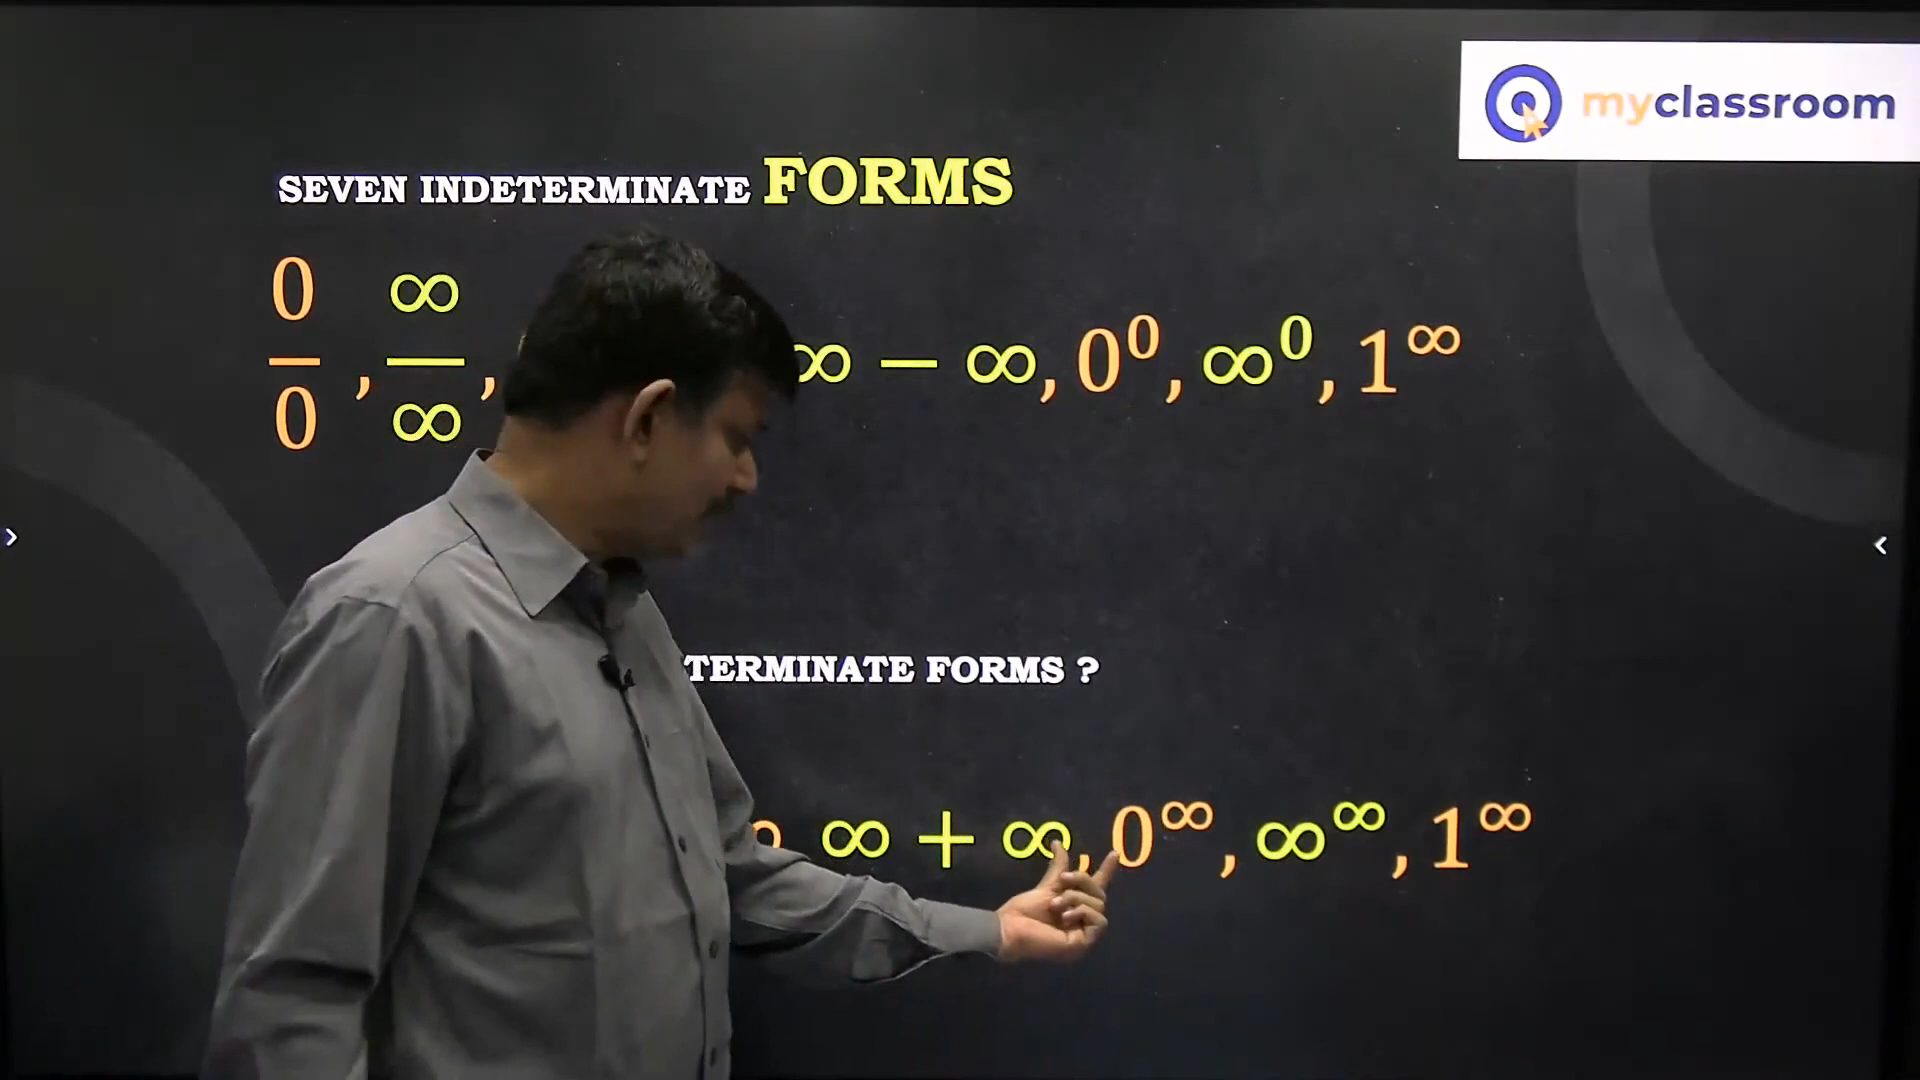 myclassroom
SEVEN INDETERMINATE FORMS
0/0 , ∞/∞ , ∞ − ∞, 0⁰ , ∞⁰ , 1^∞
TERMINATE FORMS ?
∞ + ∞, 0^∞ , ∞^∞ , 1^∞